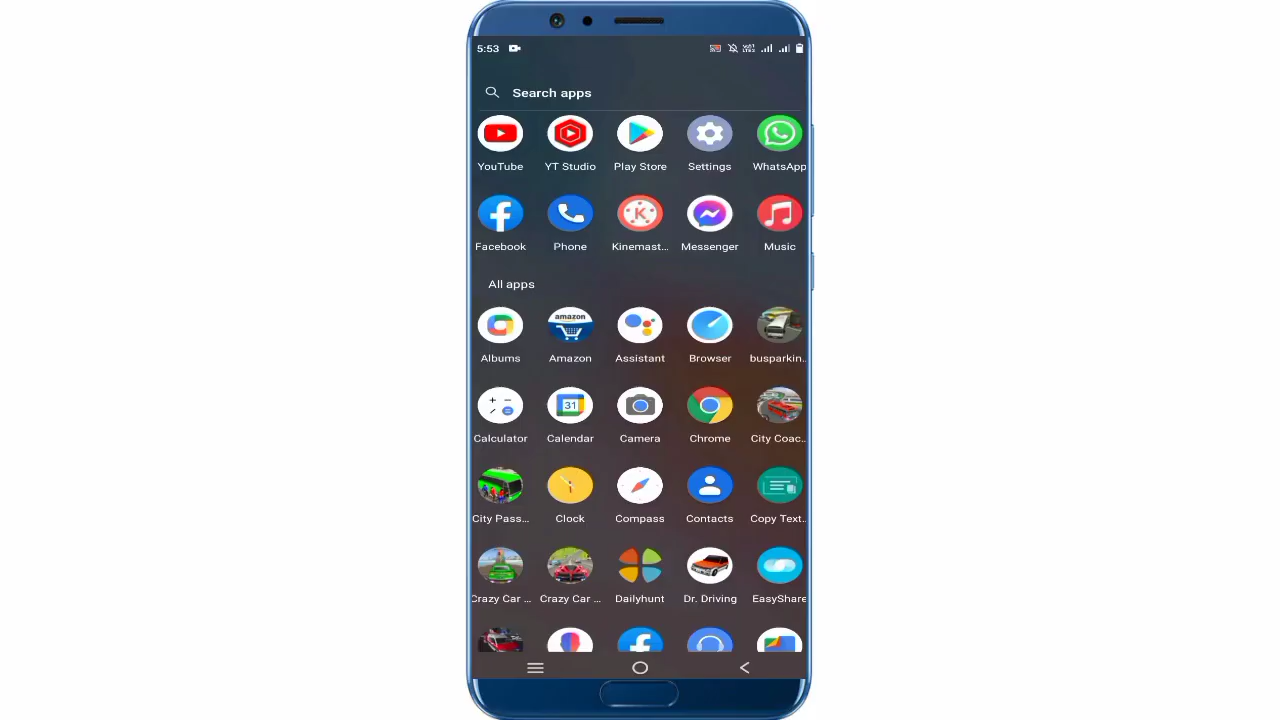 5:53
Search apps
YouTube YT Studio Play Store Settings WhatsApp
Facebook Phone Kinemast... Messenger Music
All apps
amazon
Albums Amazon Assistant Browser busparkin...
31
Calculator Calendar Camera Chrome City Coac...
City Pass... Clock Compass Contacts Copy Text...
Crazy Car ... Crazy Car ... Dailyhunt Dr. Driving EasyShare